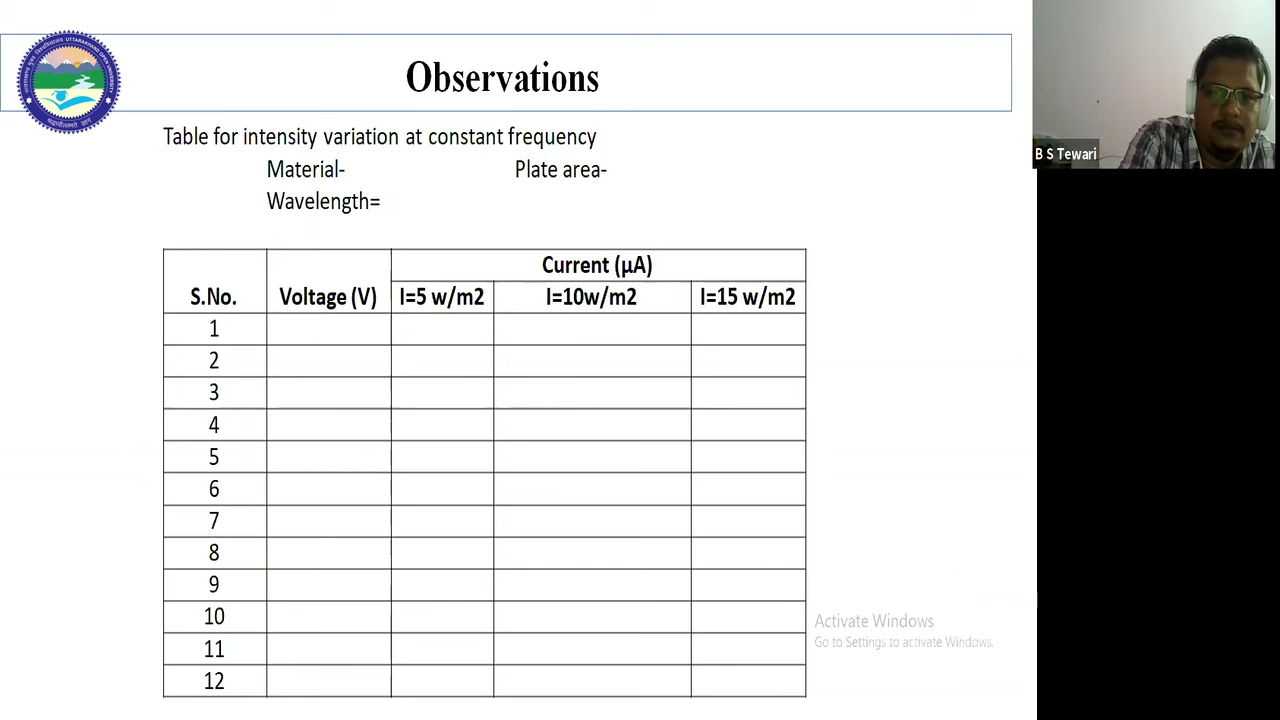 Observations
Table for intensity variation at constant frequency
Material- Plate area-
Wavelength=
Current (µA)
S.No. Voltage (V) I=5 w/m2 I=10w/m2 I=15 w/m2
1
2
3
4
5
6
7
8
9
10
11
12
B S Tewari
Activate Windows
Go to Settings to activate Windows.